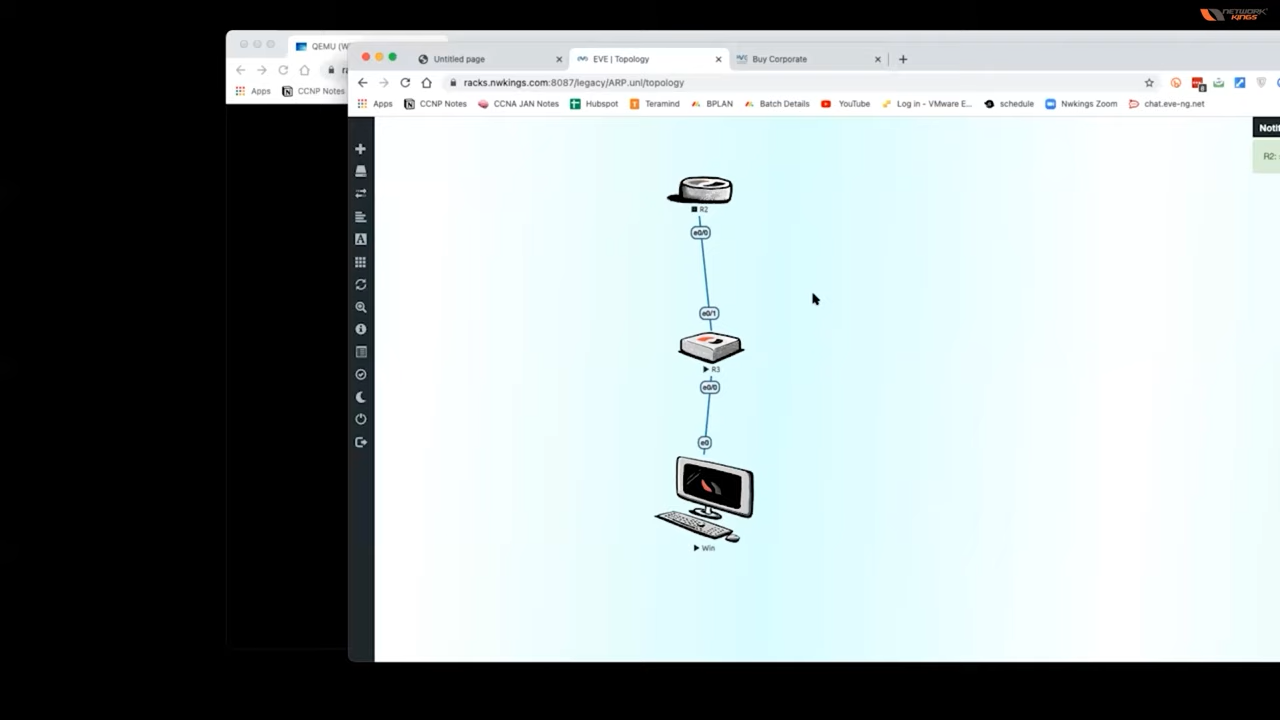 NETWORK
KINGS
QEMU (W
Untitled page
EVE | Topology
Buy Corporate
racks.nwkings.com:8087/legacy/ARP.unl/topology
Apps
CCNP Notes
Apps
CCNP Notes
CCNA JAN Notes
Hubspot
Teramind
BPLAN
Batch Details
YouTube
Log in - VMware E...
schedule
Nwkings Zoom
chat.eve-ng.net
Notif
R2:
R2
e0/0
e0/1
R3
e0/0
e0
Win